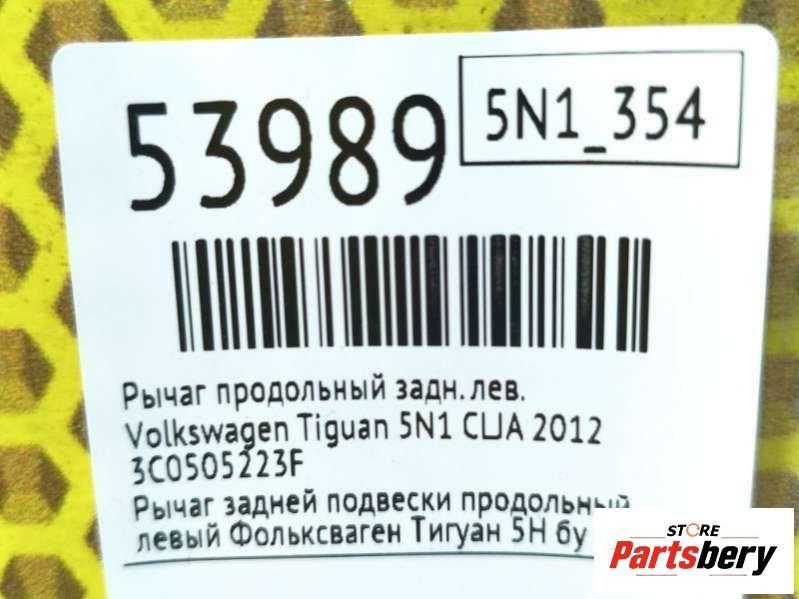 53989
5N1_354
Рычаг продольный задн. лев.
Volkswagen Tiguan 5N1 США 2012
3C0505223F
Рычаг задней подвески продольный
левый Фольксваген Тигуан 5Н бу
STORE
Partsbery